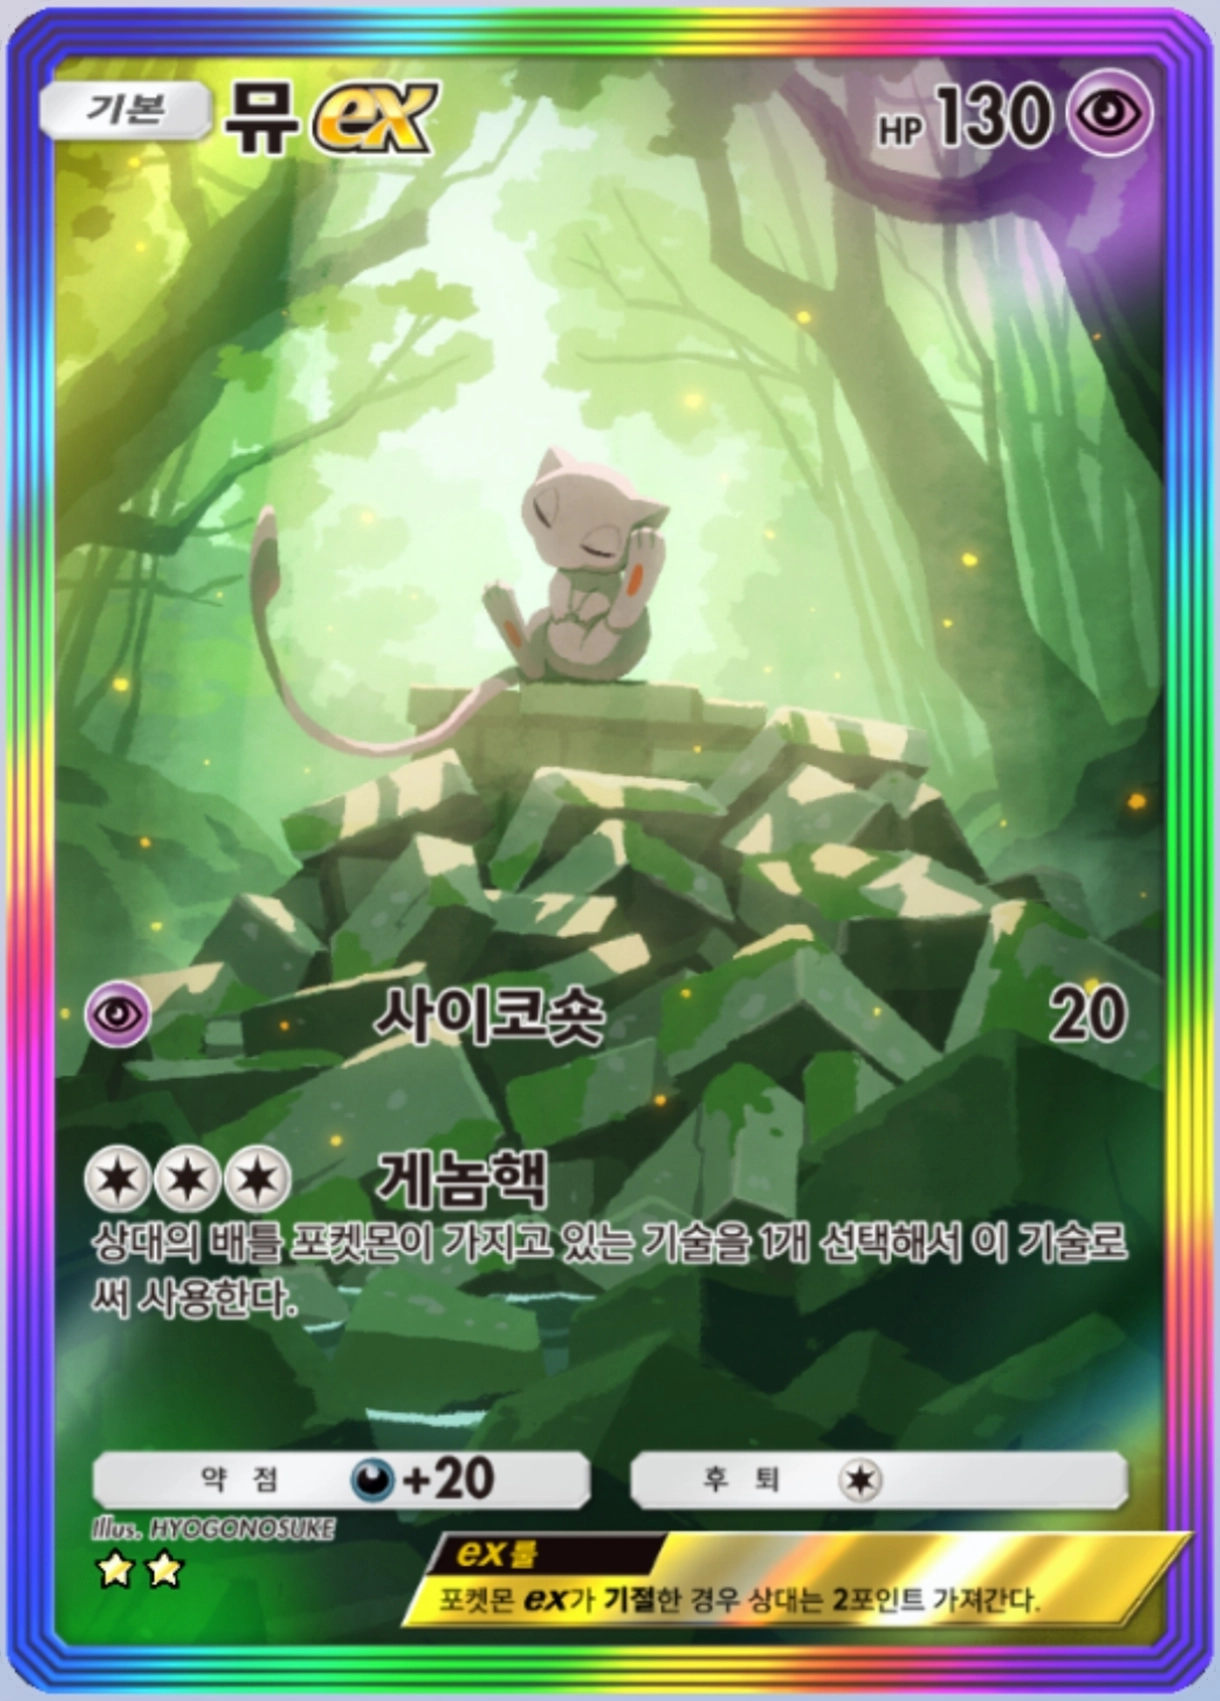 기본 뮤 ex HP 130
사이코숏 20
게놈핵
상대의 배틀 포켓몬이 가지고 있는 기술을 1개 선택해서 이 기술로
써 사용한다.
약점 +20 후퇴
Illus. HYOGONOSUKE
ex룰
포켓몬 ex가 기절한 경우 상대는 2포인트 가져간다.